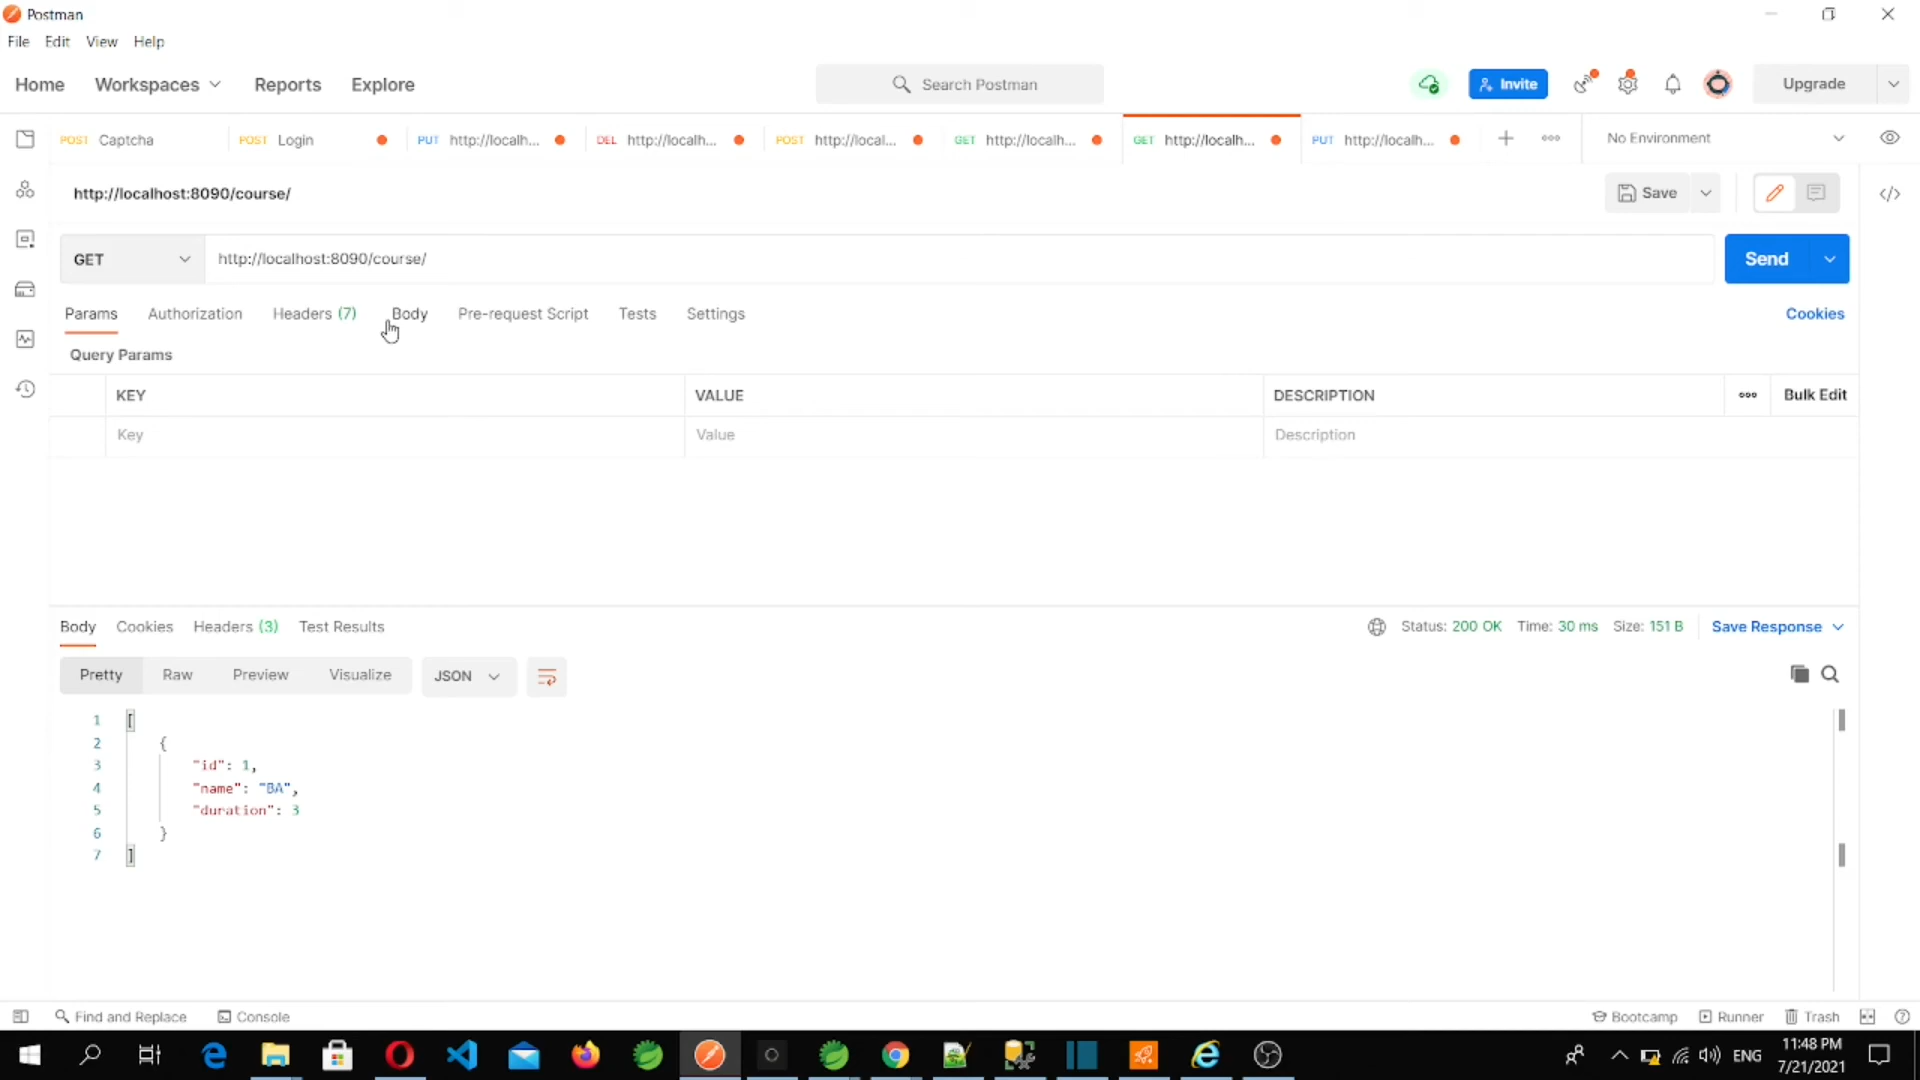 Postman
File Edit View Help
Home Workspaces Reports Explore Search Postman Invite Upgrade
POST Captcha POST Login PUT http://localh... DEL http://localh... POST http://local... GET http://localh... GET http://localh... PUT http://localh... No Environment
http://localhost:8090/course/ Save
GET http://localhost:8090/course/ Send
Params Authorization Headers (7) Body Pre-request Script Tests Settings Cookies
Query Params
KEY VALUE DESCRIPTION Bulk Edit
Key Value Description
Body Cookies Headers (3) Test Results Status: 200 OK Time: 30 ms Size: 151 B Save Response
Pretty Raw Preview Visualize JSON
1 [
2 {
3 "id": 1,
4 "name": "BA",
5 "duration": 3
6 }
7 ]
Find and Replace Console Bootcamp Runner Trash
ENG 11:48 PM
7/21/2021